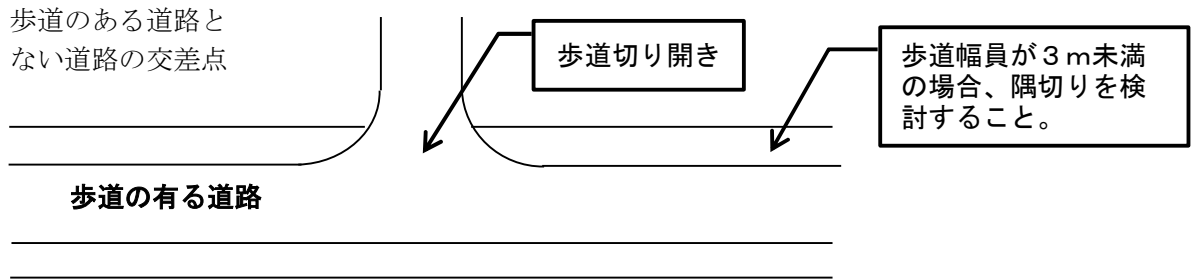 歩道のある道路と
ない道路の交差点
歩道切り開き
歩道幅員が３ｍ未満
の場合、隅切りを検
討すること。
歩道の有る道路